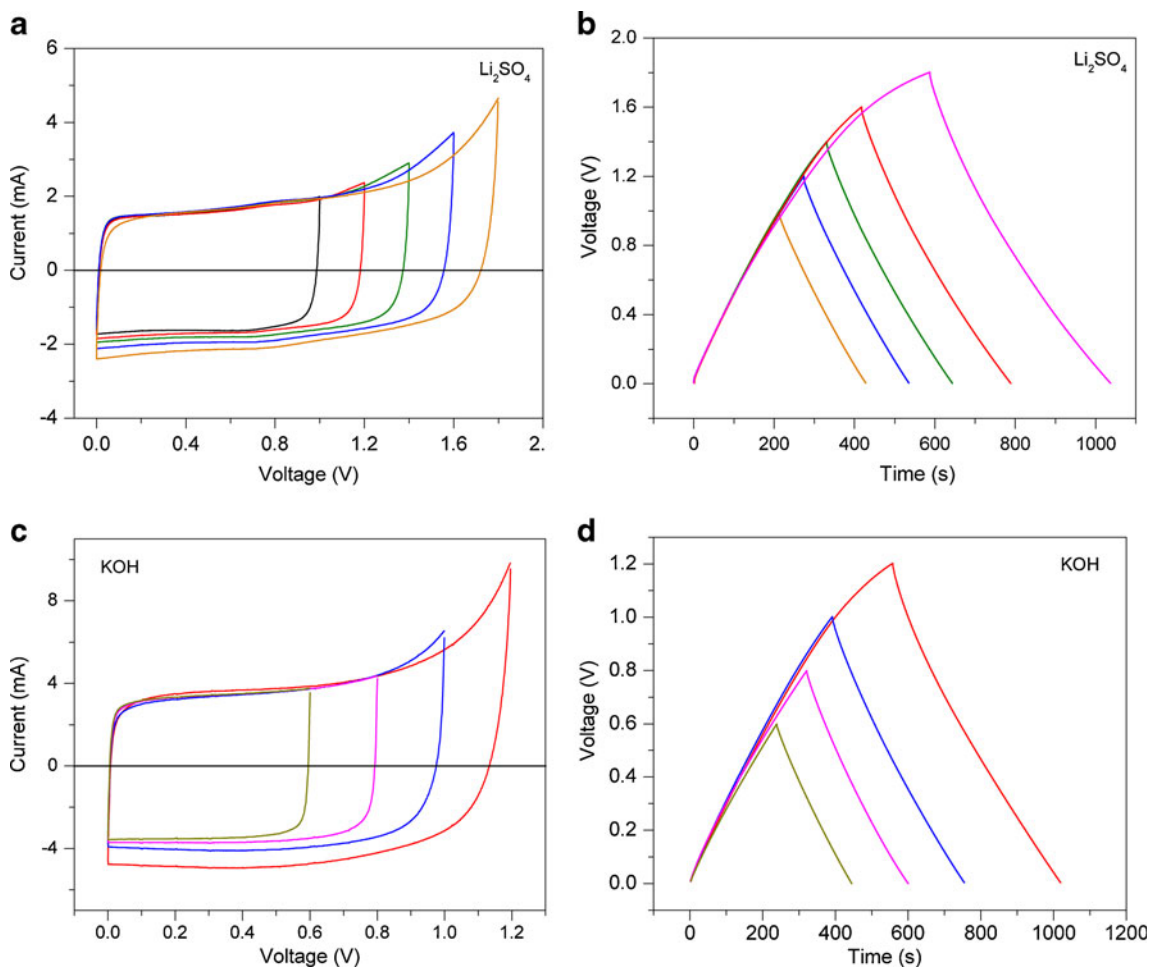 a
6
4
2
0
-2
-4
Current (mA)
Li₂SO₄
0.0 0.4 0.8 1.2 1.6 2.
Voltage (V)
b
2.0
1.6
1.2
0.8
0.4
0.0
Voltage (V)
Li₂SO₄
0 200 400 600 800 1000
Time (s)
c
8
4
0
-4
Current (mA)
KOH
0.0 0.2 0.4 0.6 0.8 1.0 1.2
Voltage (V)
d
1.2
1.0
0.8
0.6
0.4
0.2
0.0
Voltage (V)
KOH
0 200 400 600 800 1000 1200
Time (s)